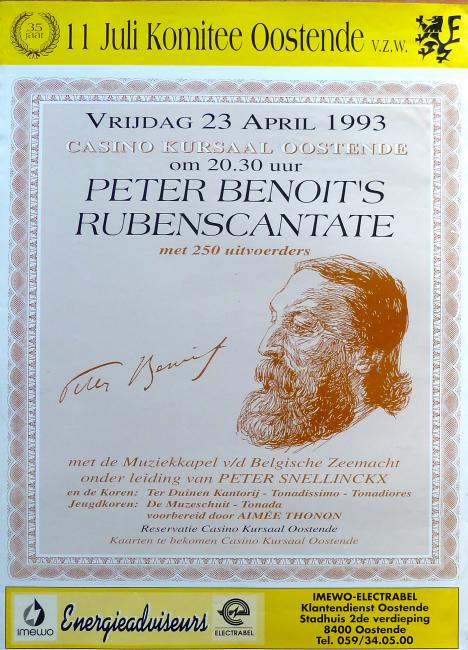 35 jaar
11 Juli Komitee Oostende v.z.w.
Vrijdag 23 April 1993
CASINO KURSAAL OOSTENDE
om 20.30 uur
PETER BENOIT'S
RUBENSCANTATE
met 250 uitvoerders
Peter Benoit
met de Muziekkapel v/d Belgische Zeemacht
onder leiding van PETER SNELLINCKX
en de Koren: Ter Duinen Kantorij - Tonadissimo - Tonadiores
Jeugdkoren: De Muzeschuit - Tonada
voorbereid door AIMÉE THONON
Reservatie Casino Kursaal Oostende
Kaarten te bekomen Casino Kursaal Oostende
imewo
Energieadviseurs
ELECTRABEL
IMEWO-ELECTRABEL
Klantendienst Oostende
Stadhuis 2de verdieping
8400 Oostende
Tel. 059/34.05.00